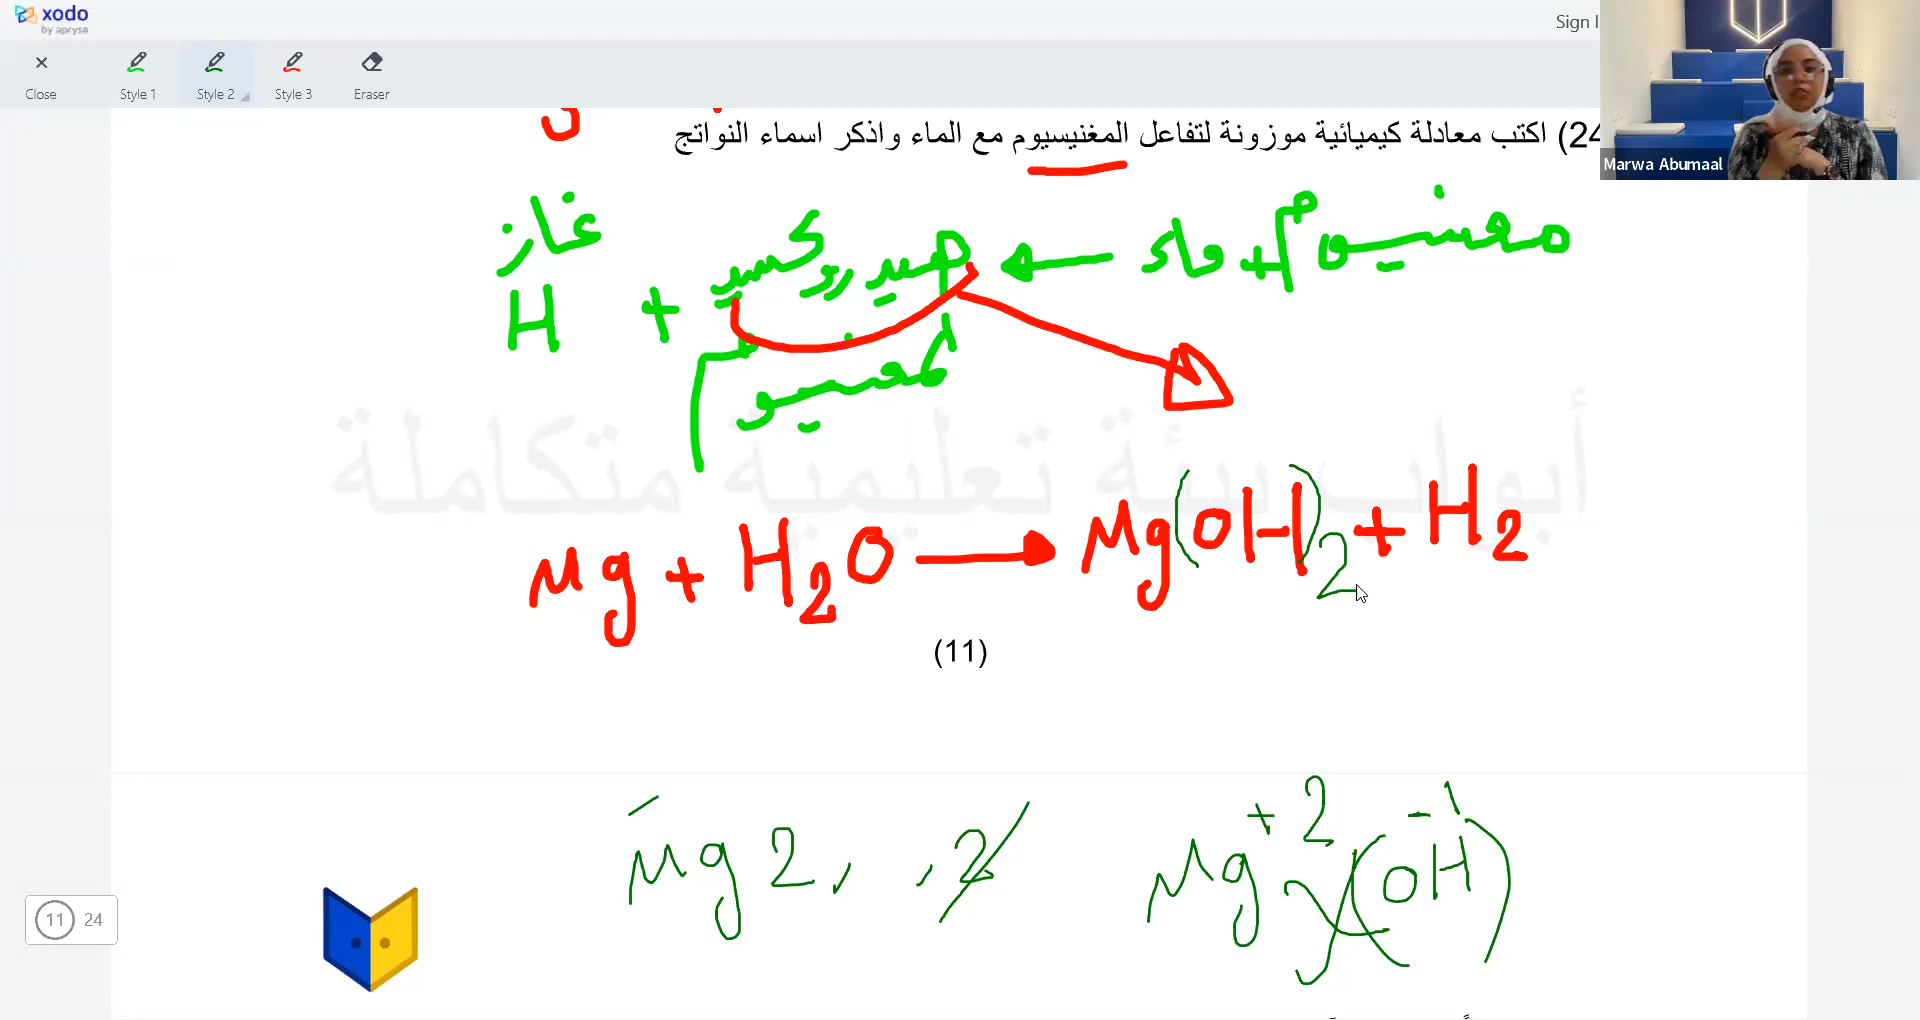 xodo
by apryse
Sign I
Close
Style 1
Style 2
Style 3
Eraser
Marwa Abumaal
24) اكتب معادلة كيميائية موزونة لتفاعل المغنيسيوم مع الماء واذكر اسماء النواتج
مغنيسيوم + ماء ← هيدروكسيد المغنيسيوم + غاز H
أبواب بيئة تعليمية متكاملة
Mg + H2O → Mg(OH)2 + H2
(11)
Mg 2, , 2
Mg +2 (OH) -1
11 24